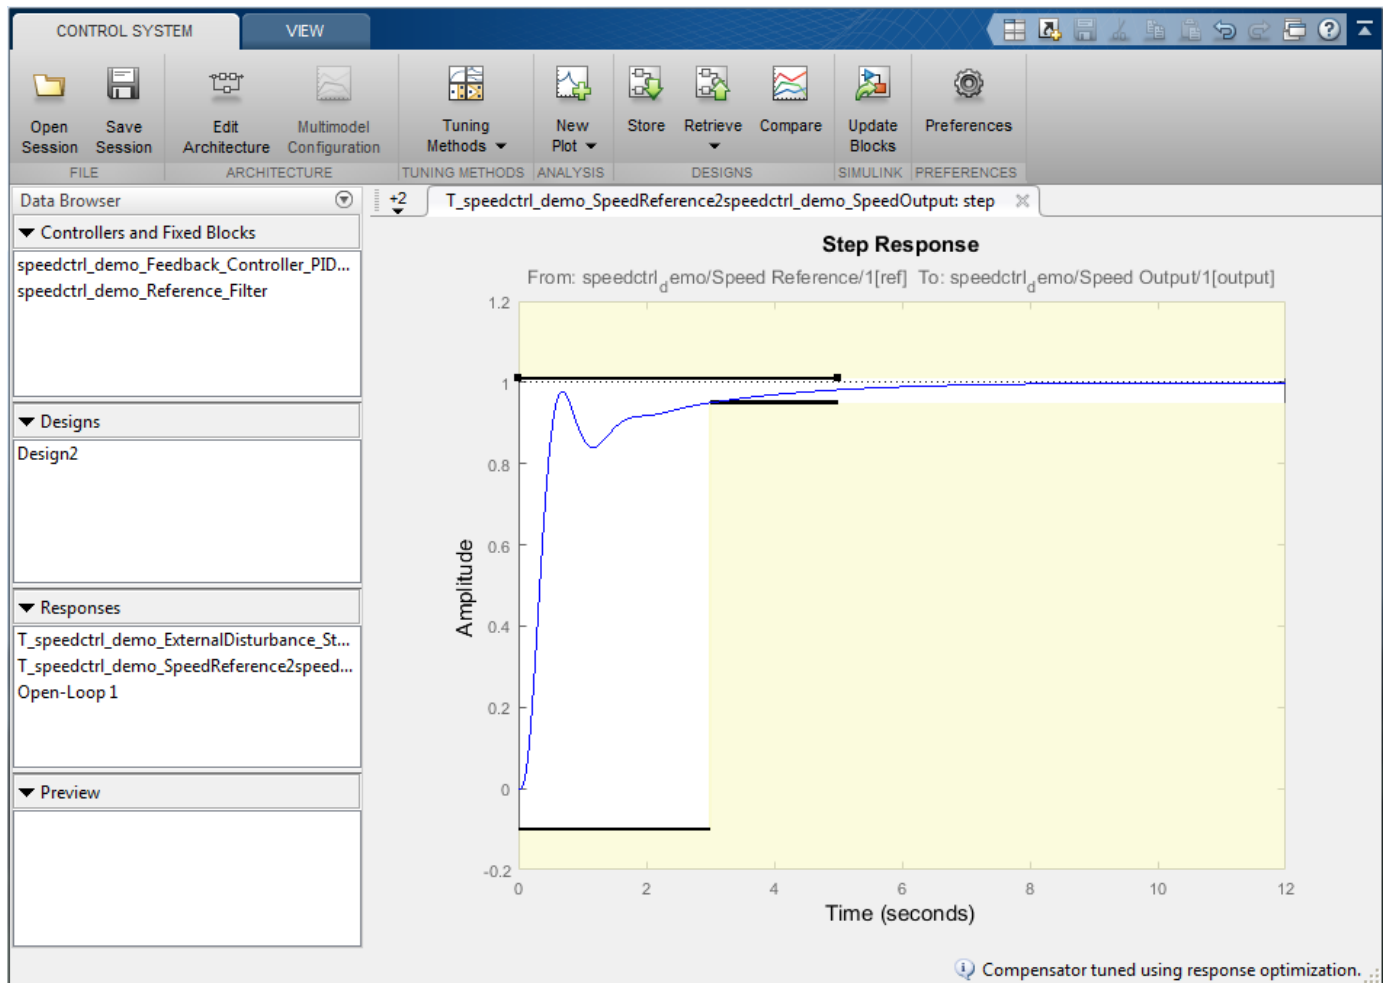 CONTROL SYSTEM VIEW
Open Session Save Session Edit Architecture Multimodel Configuration Tuning Methods New Plot Store Retrieve Compare Update Blocks Preferences
FILE ARCHITECTURE TUNING METHODS ANALYSIS DESIGNS SIMULINK PREFERENCES
Data Browser
+2
T_speedctrl_demo_SpeedReference2speedctrl_demo_SpeedOutput: step
Controllers and Fixed Blocks
speedctrl_demo_Feedback_Controller_PID...
speedctrl_demo_Reference_Filter
Designs
Design2
Responses
T_speedctrl_demo_ExternalDisturbance_St...
T_speedctrl_demo_SpeedReference2speed...
Open-Loop 1
Preview
Step Response
From: speedctrl_demo/Speed Reference/1[ref] To: speedctrl_demo/Speed Output/1[output]
Amplitude
1.2
1
0.8
0.6
0.4
0.2
0
-0.2
0 2 4 6 8 10 12
Time (seconds)
Compensator tuned using response optimization.